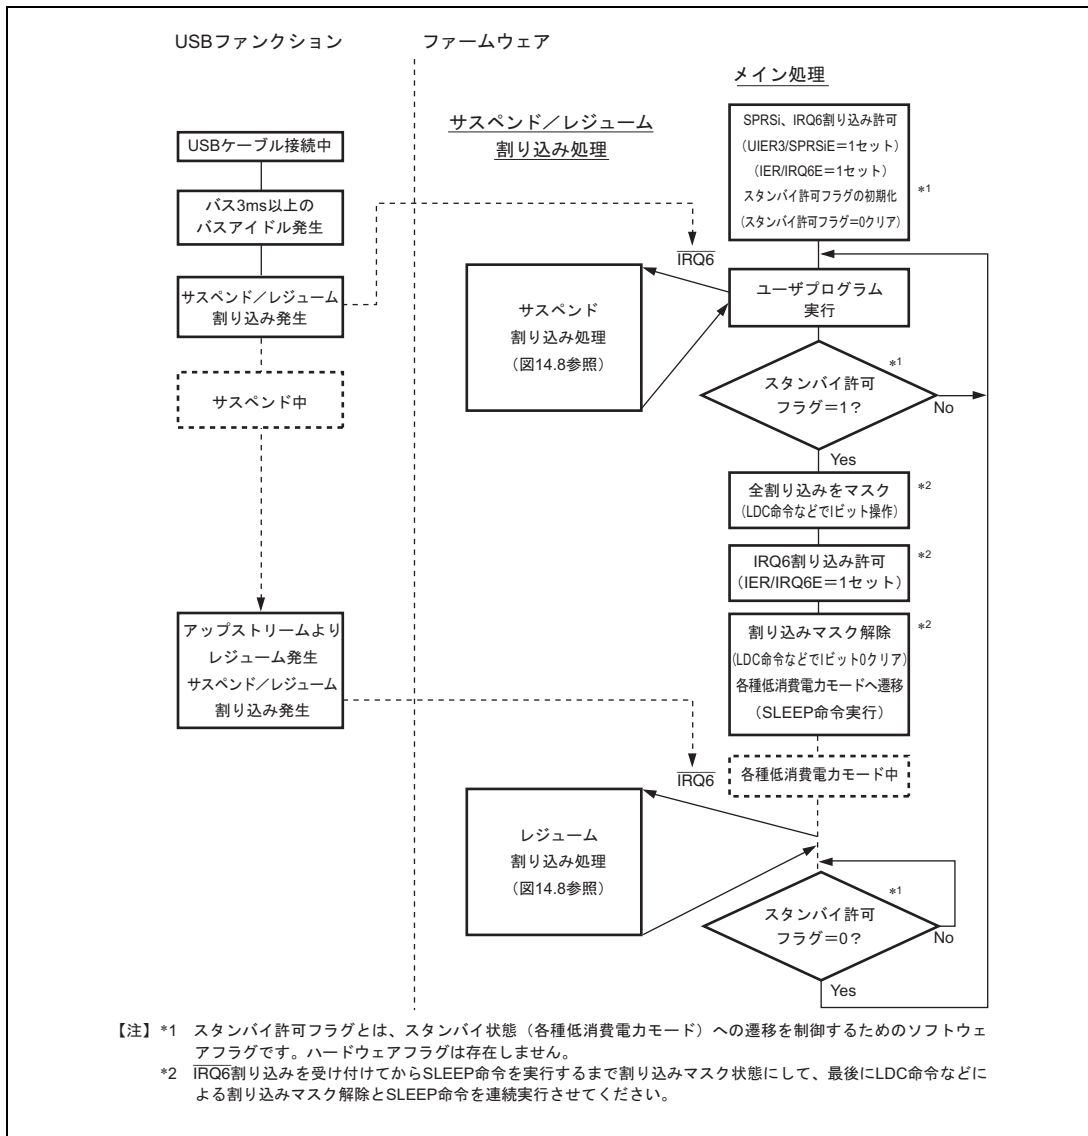 USBファンクション
ファームウェア
メイン処理
サスペンド／レジューム
割り込み処理
USBケーブル接続中
バス3ms以上の
バスアイドル発生
サスペンド／レジューム
割り込み発生
サスペンド中
アップストリームより
レジューム発生
サスペンド／レジューム
割り込み発生
IRQ6
サスペンド
割り込み処理
(図14.8参照)
IRQ6
レジューム
割り込み処理
(図14.8参照)
SPRSi、IRQ6割り込み許可
(UIER3/SPRSiE＝1セット)
(IER/IRQ6E＝1セット)
スタンバイ許可フラグの初期化
(スタンバイ許可フラグ=0クリア)
*1
ユーザプログラム
実行
*1
スタンバイ許可
フラグ＝1？
No
Yes
全割り込みをマスク
(LDC命令などでIビット操作)
*2
IRQ6割り込み許可
(IER/IRQ6E＝1セット)
*2
割り込みマスク解除
(LDC命令などでIビット0クリア)
各種低消費電力モードへ遷移
(SLEEP命令実行)
*2
各種低消費電力モード中
*1
スタンバイ許可
フラグ＝0？
No
Yes
【注】*1 スタンバイ許可フラグとは、スタンバイ状態（各種低消費電力モード）への遷移を制御するためのソフトウェ
アフラグです。ハードウェアフラグは存在しません。
*2 IRQ6割り込みを受け付けてからSLEEP命令を実行するまで割り込みマスク状態にして、最後にLDC命令などに
よる割り込みマスク解除とSLEEP命令を連続実行させてください。